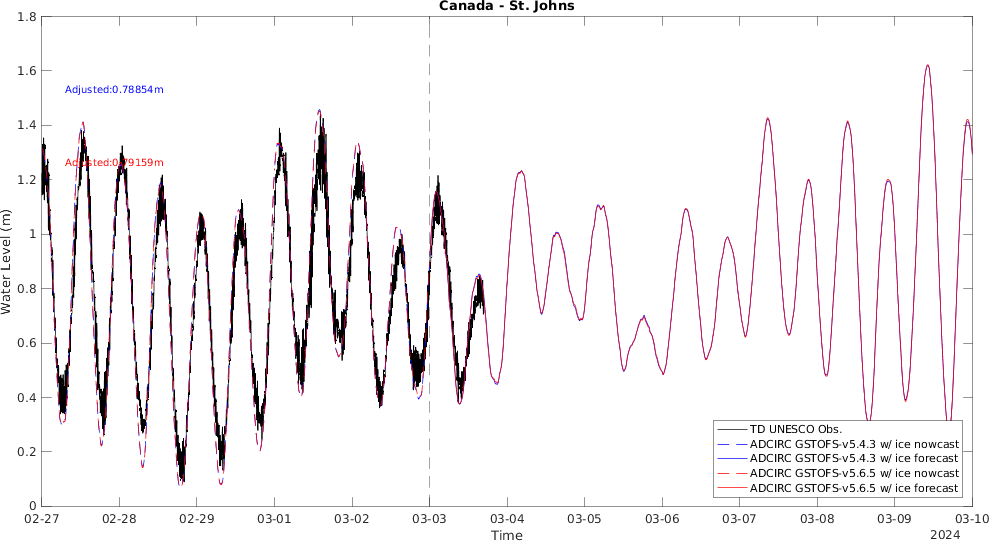 Canada - St. Johns
1.8
1.6
1.4
1.2
1
0.8
0.6
0.4
0.2
0
Water Level (m)
Adjusted:0.78854m
Adjusted:0.79159m
TD UNESCO Obs.
ADCIRC GSTOFS-v5.4.3 w/ ice nowcast
ADCIRC GSTOFS-v5.4.3 w/ ice forecast
ADCIRC GSTOFS-v5.6.5 w/ ice nowcast
ADCIRC GSTOFS-v5.6.5 w/ ice forecast
02-27 02-28 02-29 03-01 03-02 03-03 03-04 03-05 03-06 03-07 03-08 03-09 03-10
Time
2024